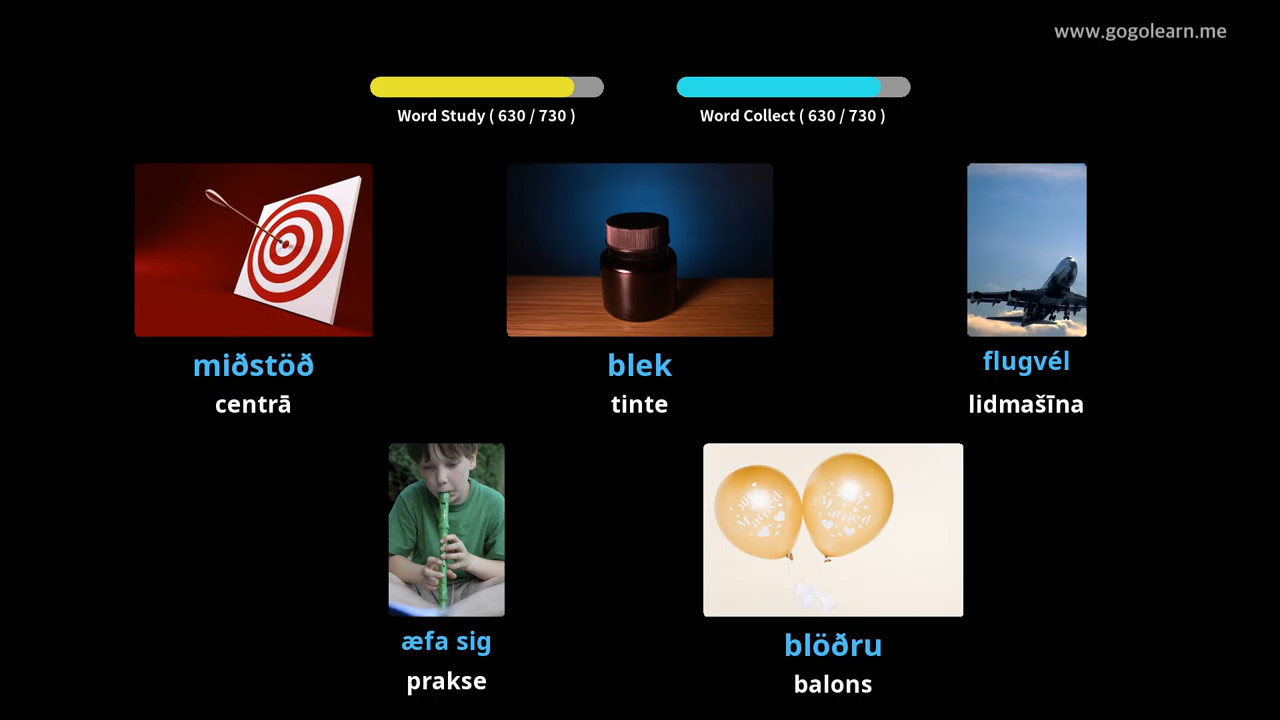 www.gogolearn.me
Word Study ( 630 / 730 )
Word Collect ( 630 / 730 )
miðstöð
centrā
blek
tinte
flugvél
lidmašīna
æfa sig
prakse
blöðru
balons